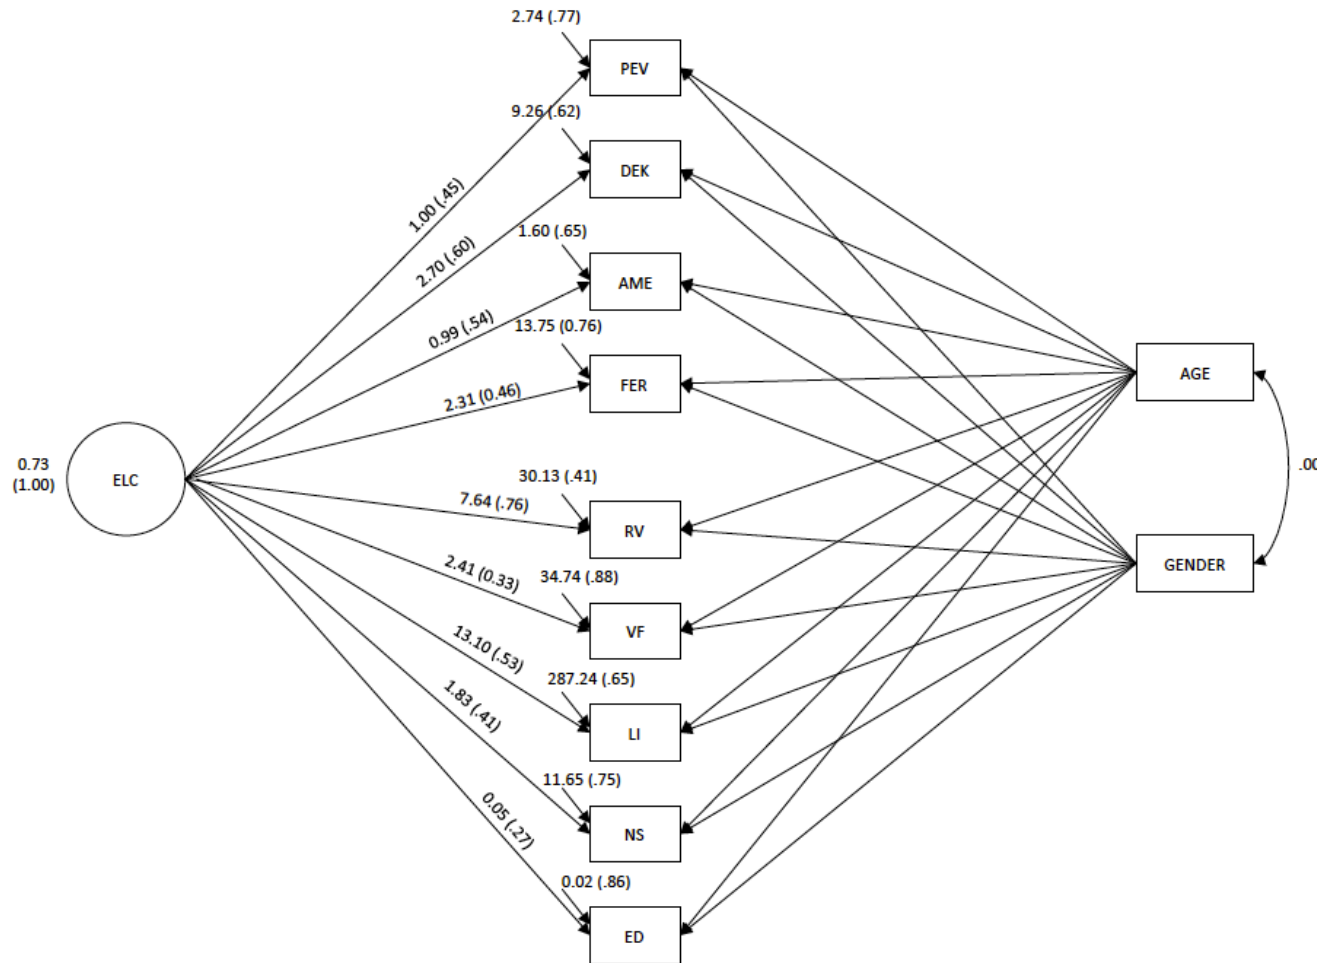 2.74 (.77)
PEV
9.26 (.62)
DEK
1.00 (.45)
2.70 (.60)
1.60 (.65)
AME
0.99 (.54)
13.75 (0.76)
FER
2.31 (0.46)
AGE
0.73
(1.00)
ELC
.00
30.13 (.41)
7.64 (.76)
RV
GENDER
2.41 (0.33)
34.74 (.88)
VF
13.10 (.53)
287.24 (.65)
LI
1.83 (.41)
11.65 (.75)
NS
0.05 (.27)
0.02 (.86)
ED